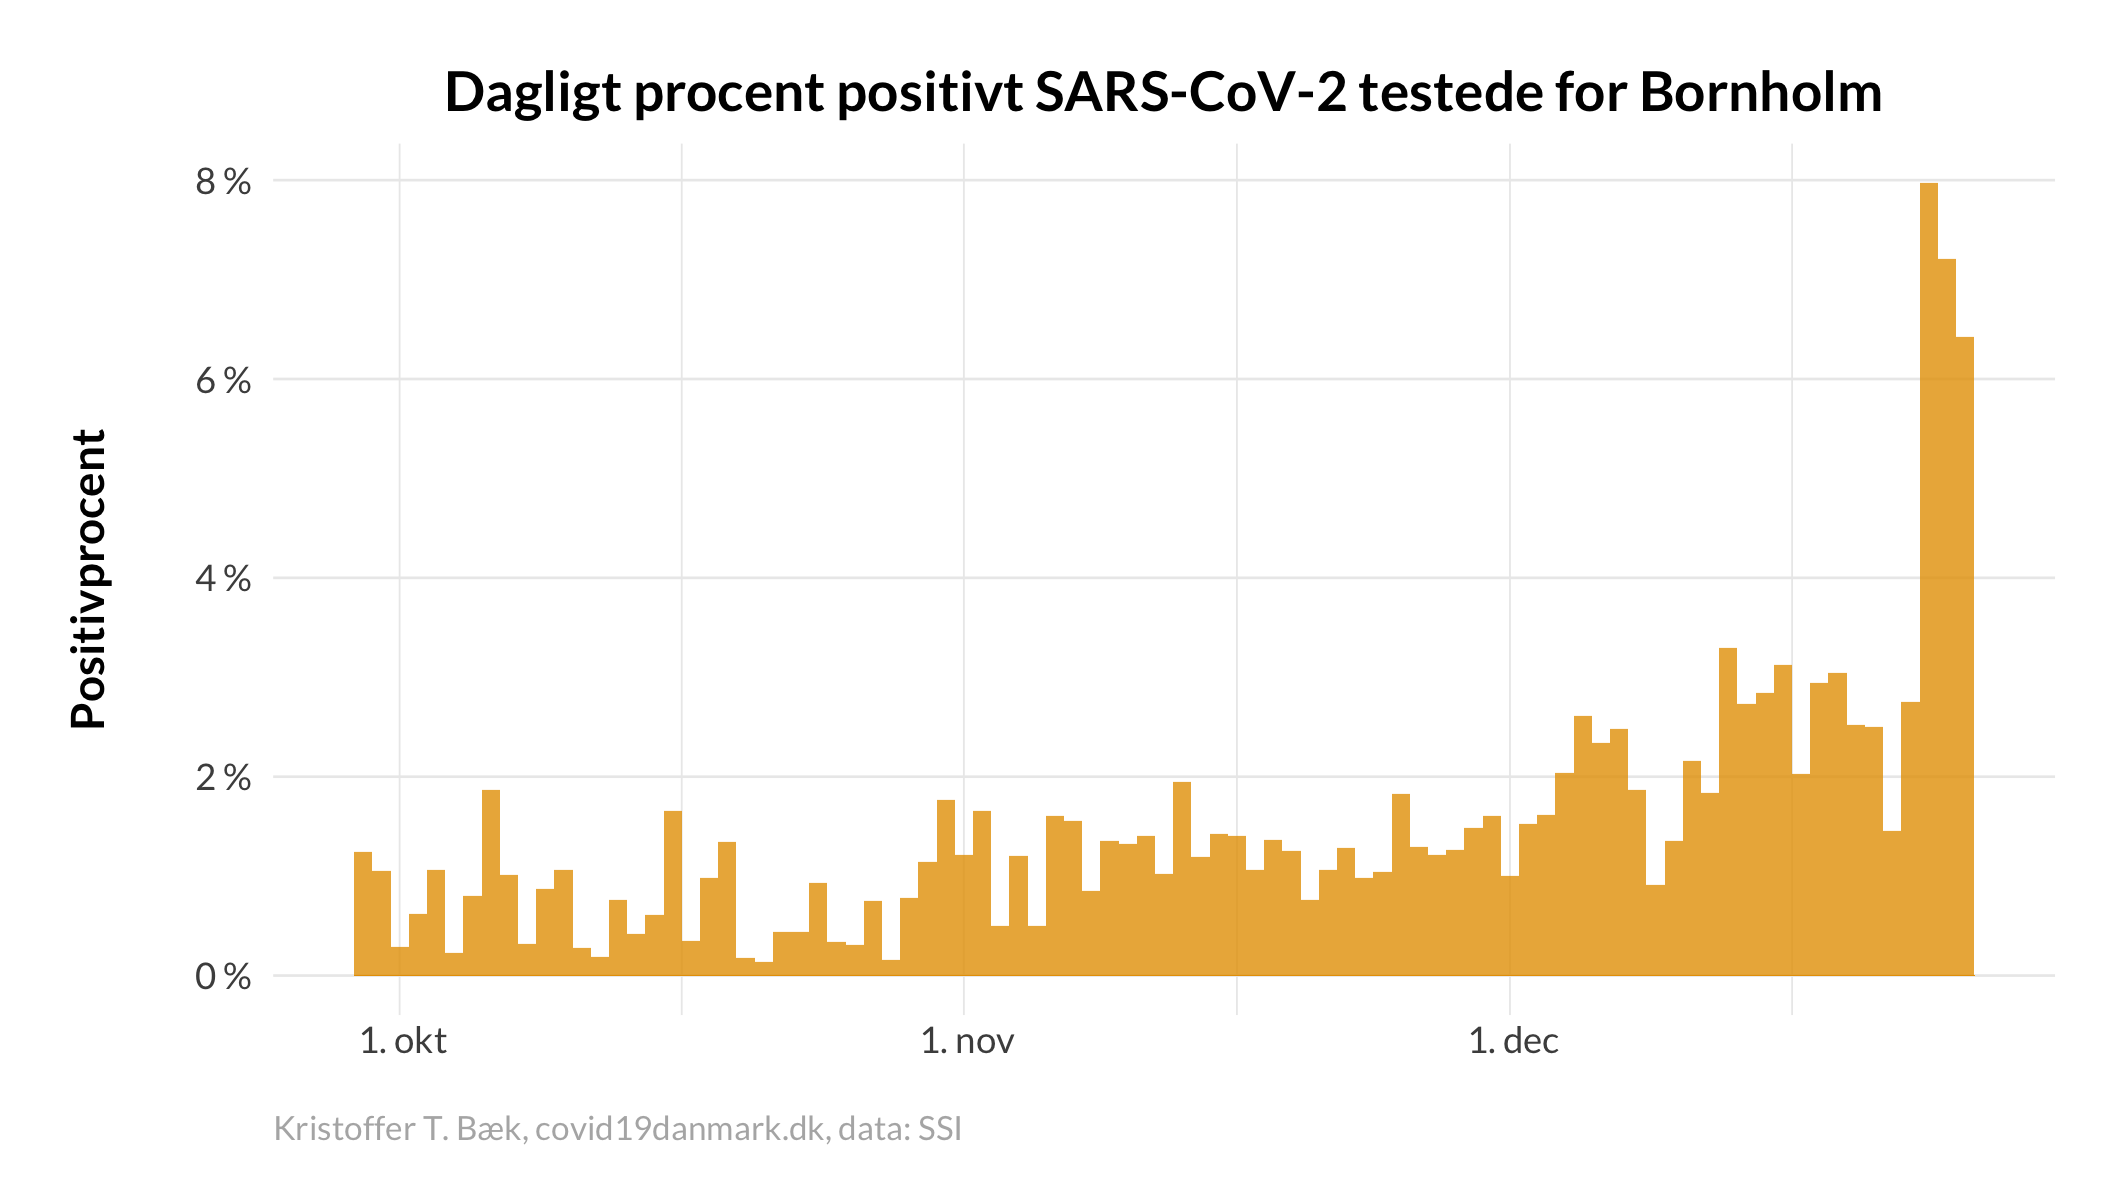 Dagligt procent positivt SARS-CoV-2 testede for Bornholm
Positivprocent
8 %
6 %
4 %
2 %
0 %
1. okt
1. nov
1. dec
Kristoffer T. Bæk, covid19danmark.dk, data: SSI